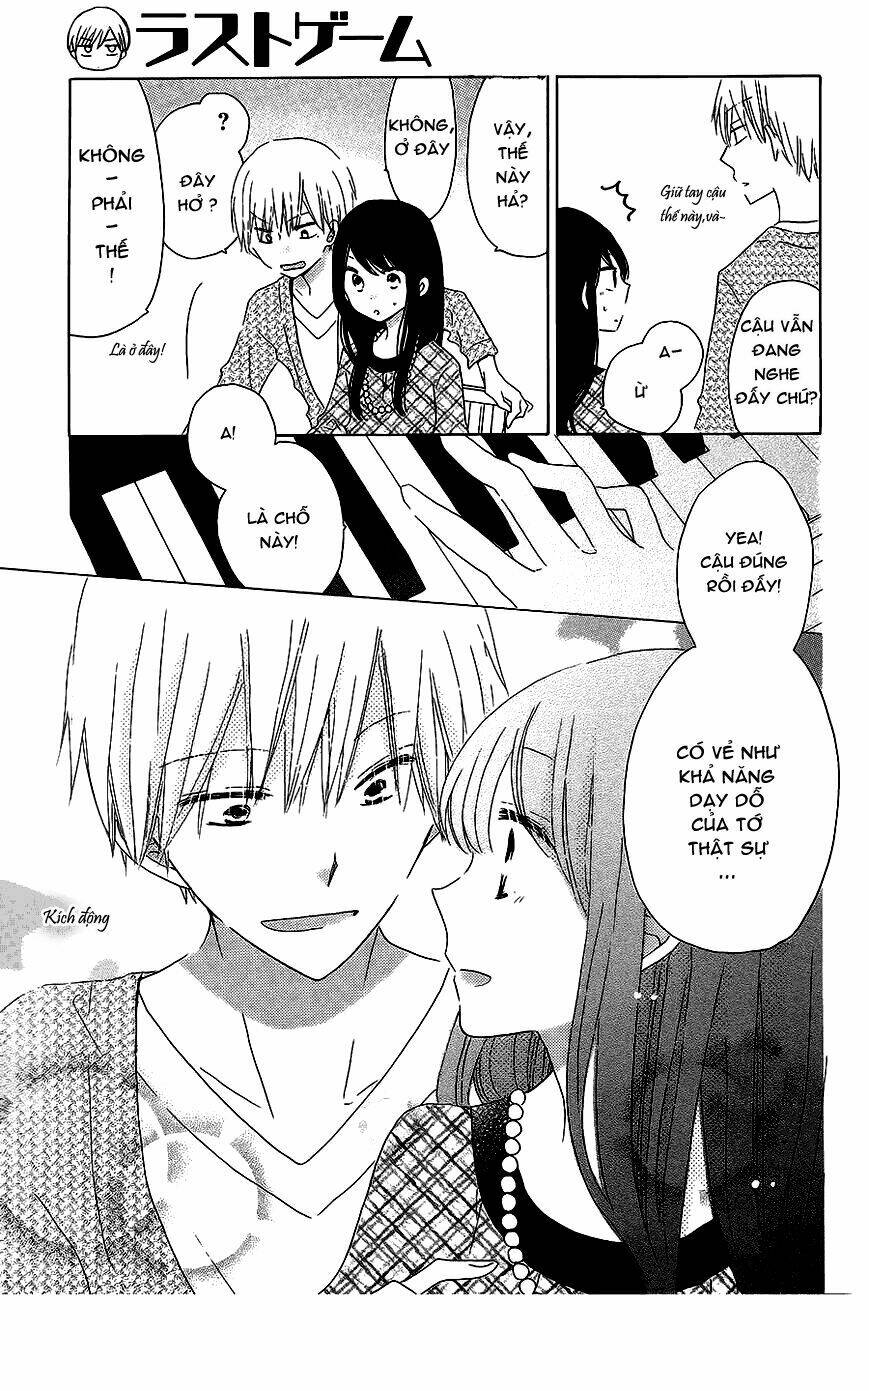 ラストゲーム
Giữ tay cậu
thế này,và~
CẬU VẪN
ĐANG
NGHE
ĐẤY CHỨ?
A-
Ừ
VẬY,
THẾ
NÀY
HẢ?
KHÔNG,
Ở ĐÂY
?
ĐÂY
HỞ ?
KHÔNG
-
PHẢI
-
THẾ
!
Là ở đây!
A!
LÀ CHỖ
NÀY!
YEA!
CẬU ĐÚNG
RỒI ĐẤY!
CÓ VẺ NHƯ
KHẢ NĂNG
DẠY DỖ
CỦA TỚ
THẬT SỰ
...
Kích động